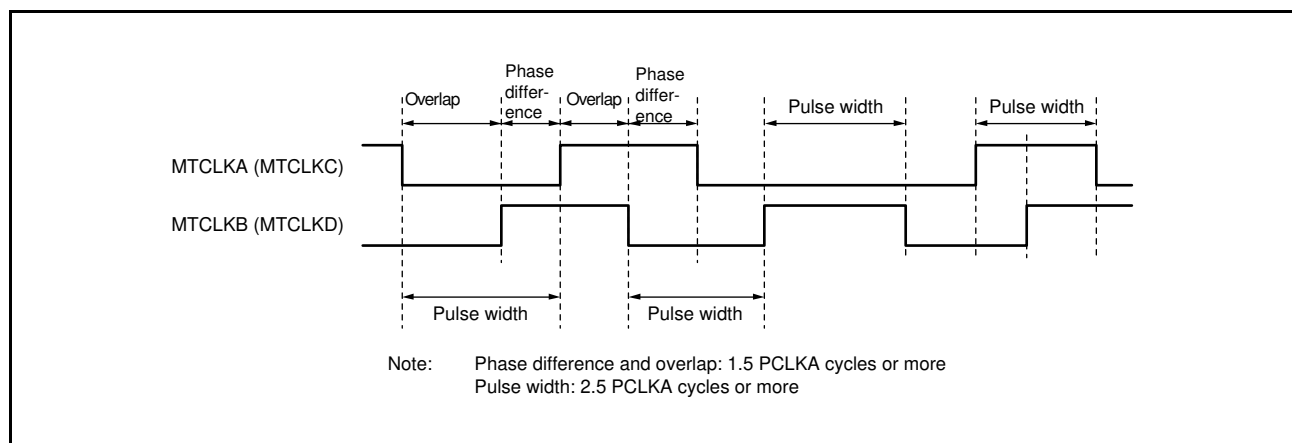 Overlap
Phase
differ-
ence
Overlap
Phase
differ-
ence
Pulse width
Pulse width
MTCLKA (MTCLKC)
MTCLKB (MTCLKD)
Pulse width
Pulse width
Note: Phase difference and overlap: 1.5 PCLKA cycles or more
Pulse width: 2.5 PCLKA cycles or more